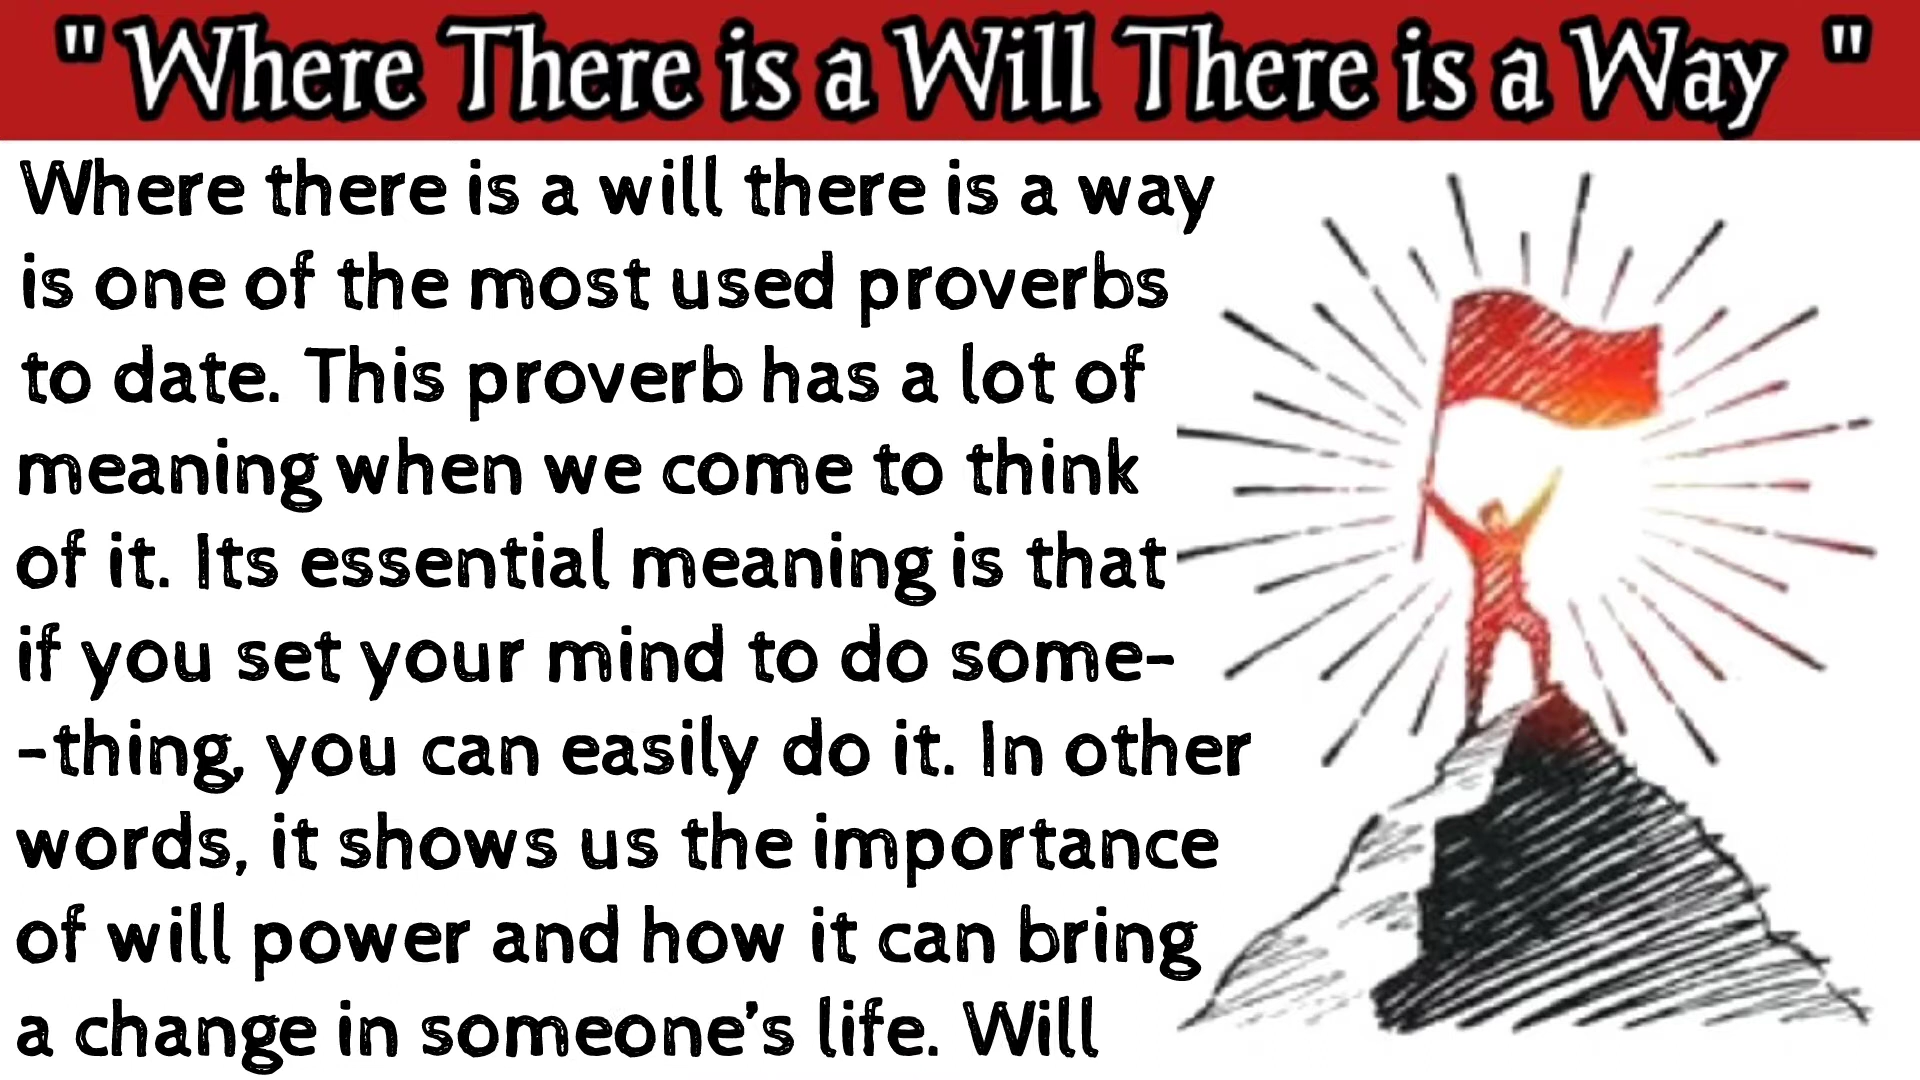 " Where There is a Will There is a Way "
Where there is a will there is a way
is one of the most used proverbs
to date. This proverb has a lot of
meaning when we come to think
of it. Its essential meaning is that
if you set your mind to do some-
-thing, you can easily do it. In other
words, it shows us the importance
of will power and how it can bring
a change in someone's life. Will